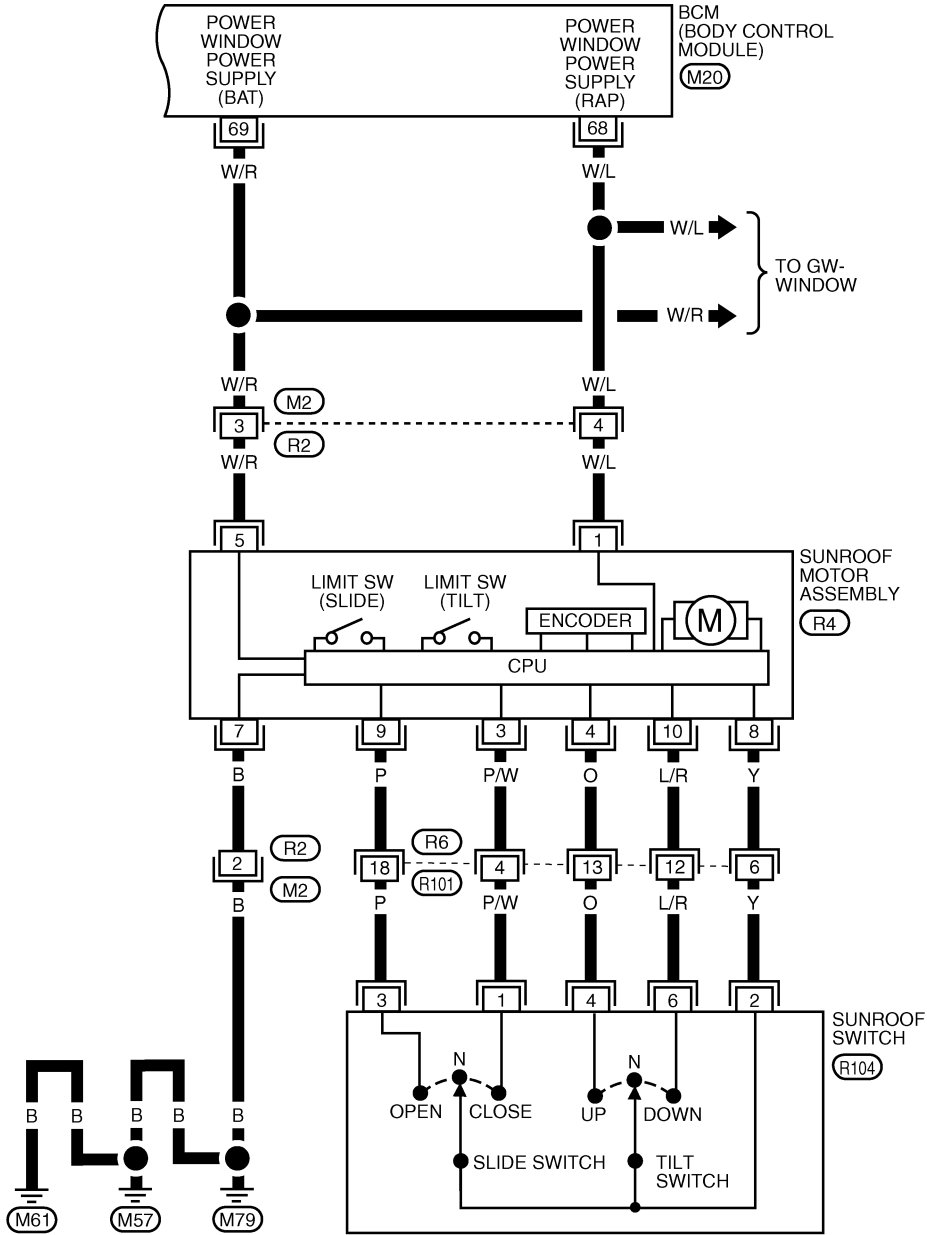 POWER
WINDOW
POWER
SUPPLY
(BAT)
POWER
WINDOW
POWER
SUPPLY
(RAP)
BCM
(BODY CONTROL
MODULE)
M20
69
68
W/R
W/L
W/L
TO GW-
WINDOW
W/R
W/R
W/L
M2
3
4
R2
W/R
W/L
5
1
SUNROOF
MOTOR
ASSEMBLY
R4
LIMIT SW
(SLIDE)
LIMIT SW
(TILT)
ENCODER
M
CPU
7
9
3
4
10
8
B
P
P/W
O
L/R
Y
R2
R6
2
18
4
13
12
6
M2
R101
B
P
P/W
O
L/R
Y
3
1
4
6
2
SUNROOF
SWITCH
R104
N
N
OPEN
CLOSE
UP
DOWN
B
B
B
B
B
SLIDE SWITCH
TILT
SWITCH
M61
M57
M79